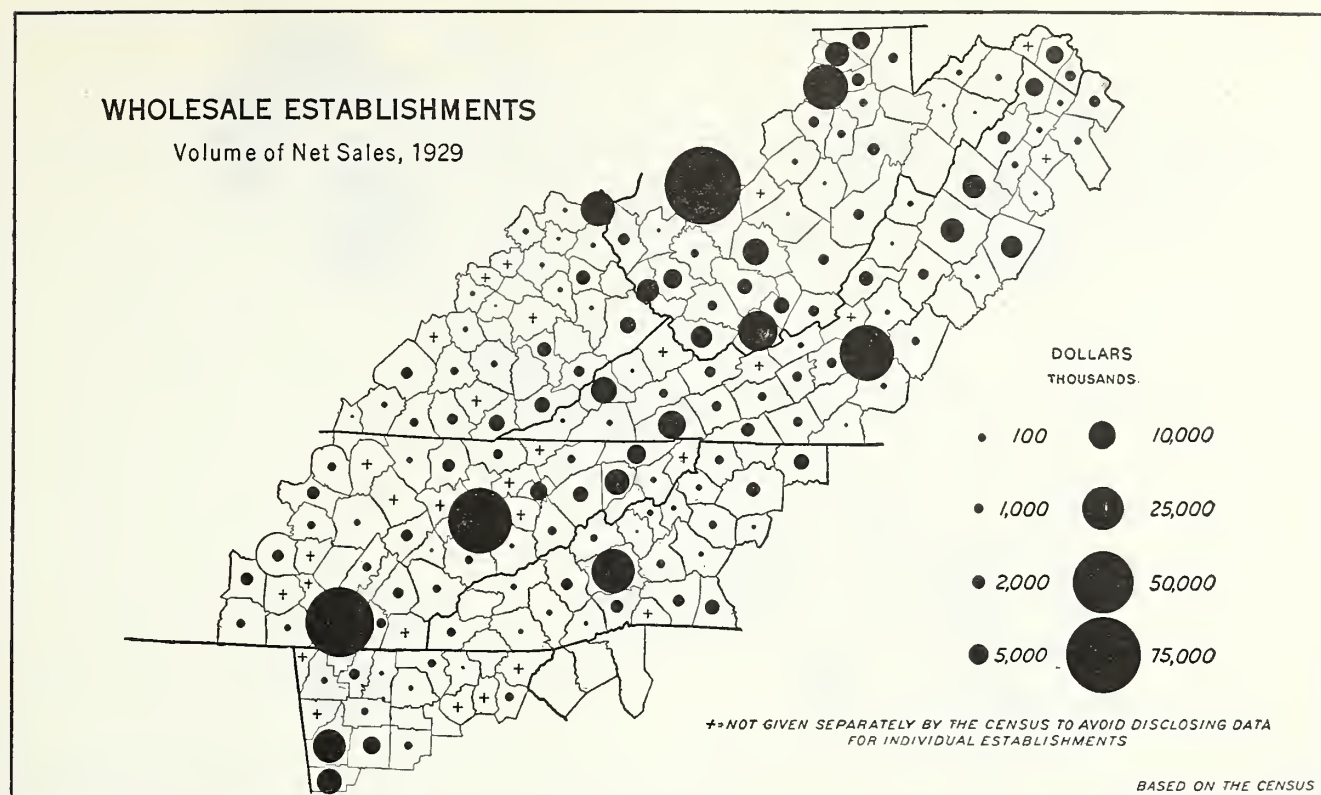 WHOLESALE ESTABLISHMENTS
Volume of Net Sales, 1929
DOLLARS
THOUSANDS.
100 10,000
1,000 25,000
2,000 50,000
5,000 75,000
+=NOT GIVEN SEPARATELY BY THE CENSUS TO AVOID DISCLOSING DATA
FOR INDIVIDUAL ESTABLISHMENTS
BASED ON THE CENSUS